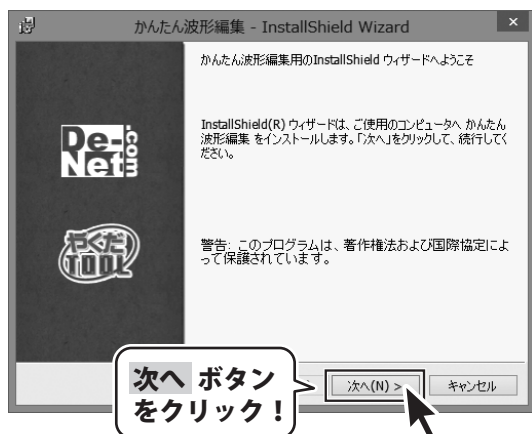 かんたん波形編集 - InstallShield Wizard
×
かんたん波形編集用のInstallShield ウィザードへようこそ
InstallShield(R) ウィザードは、ご使用のコンピュータへ かんたん
波形編集 をインストールします。「次へ」をクリックして、続行してく
ださい。
De-
Net
.com
やくだ
TOOL
警告: このプログラムは、著作権法および国際協定によ
って保護されています。
次へ ボタン
をクリック！
次へ(N) >
キャンセル